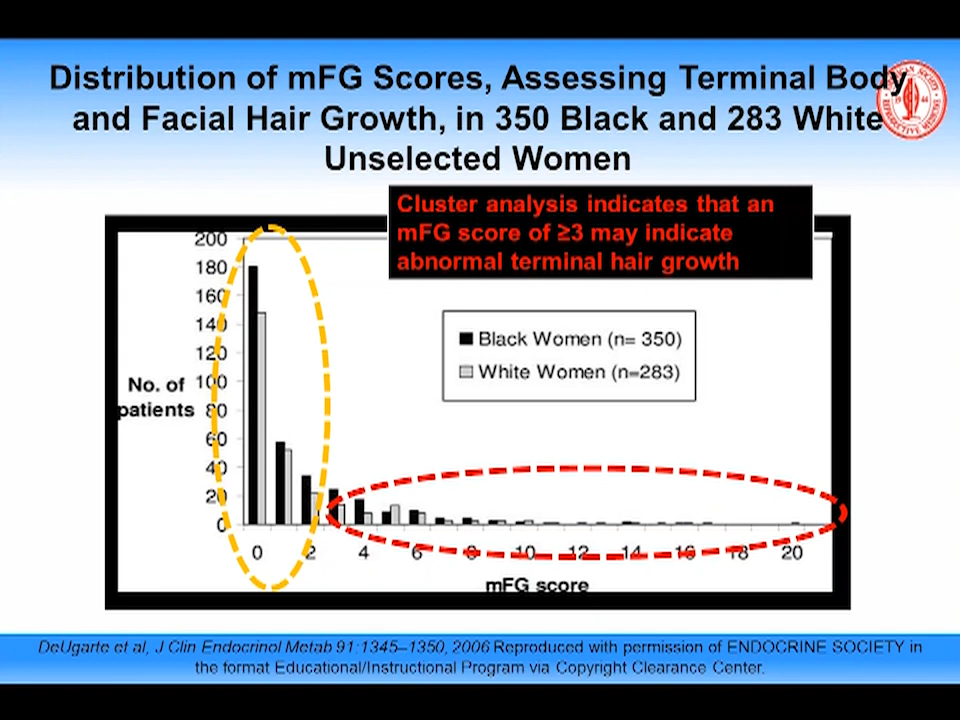 Distribution of mFG Scores, Assessing Terminal Body
and Facial Hair Growth, in 350 Black and 283 White
Unselected Women
Cluster analysis indicates that an
mFG score of ≥3 may indicate
abnormal terminal hair growth
200
180
160
140
120
100
80
60
40
20
0
No. of
patients
Black Women (n= 350)
White Women (n=283)
0 2 4 6 8 10 12 14 16 18 20
mFG score
DeUgarte et al, J Clin Endocrinol Metab 91:1345–1350, 2006 Reproduced with permission of ENDOCRINE SOCIETY in
the format Educational/Instructional Program via Copyright Clearance Center.